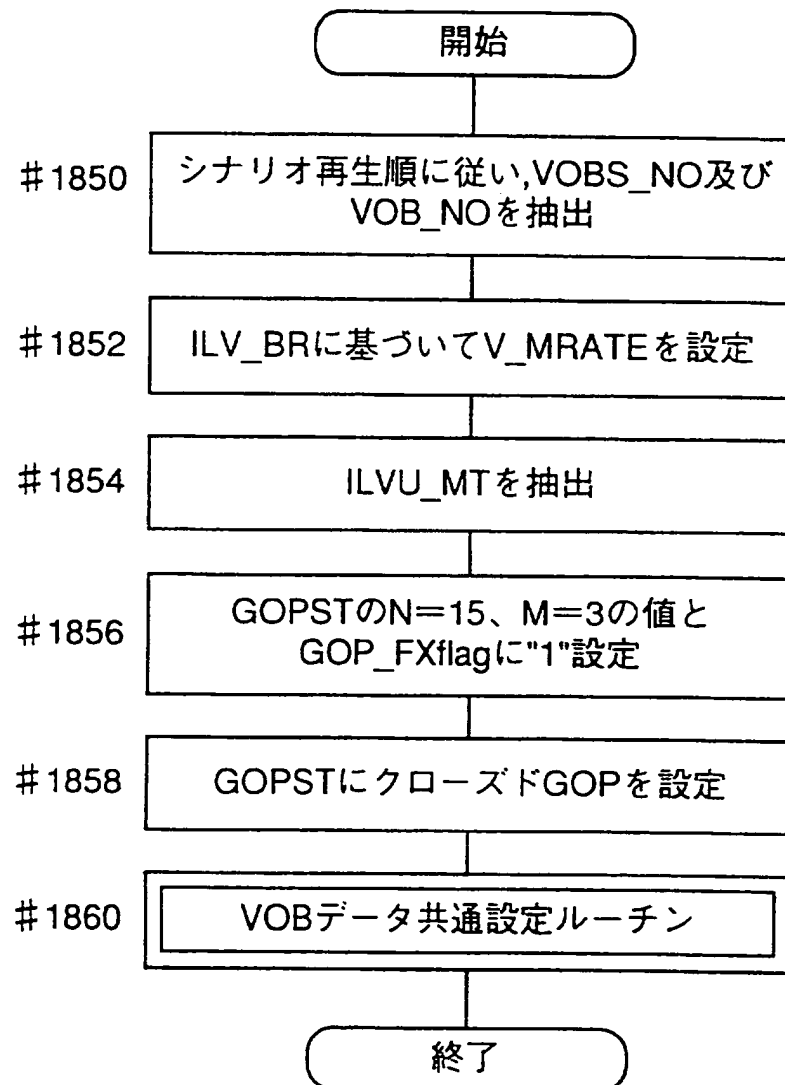 開始
#1850
シナリオ再生順に従い,VOBS_NO及び
VOB_NOを抽出
#1852
ILV_BRに基づいてV_MRATEを設定
#1854
ILVU_MTを抽出
#1856
GOPSTのN=15、M=3の値と
GOP_FXflagに"1"設定
#1858
GOPSTにクローズドGOPを設定
#1860
VOBデータ共通設定ルーチン
終了